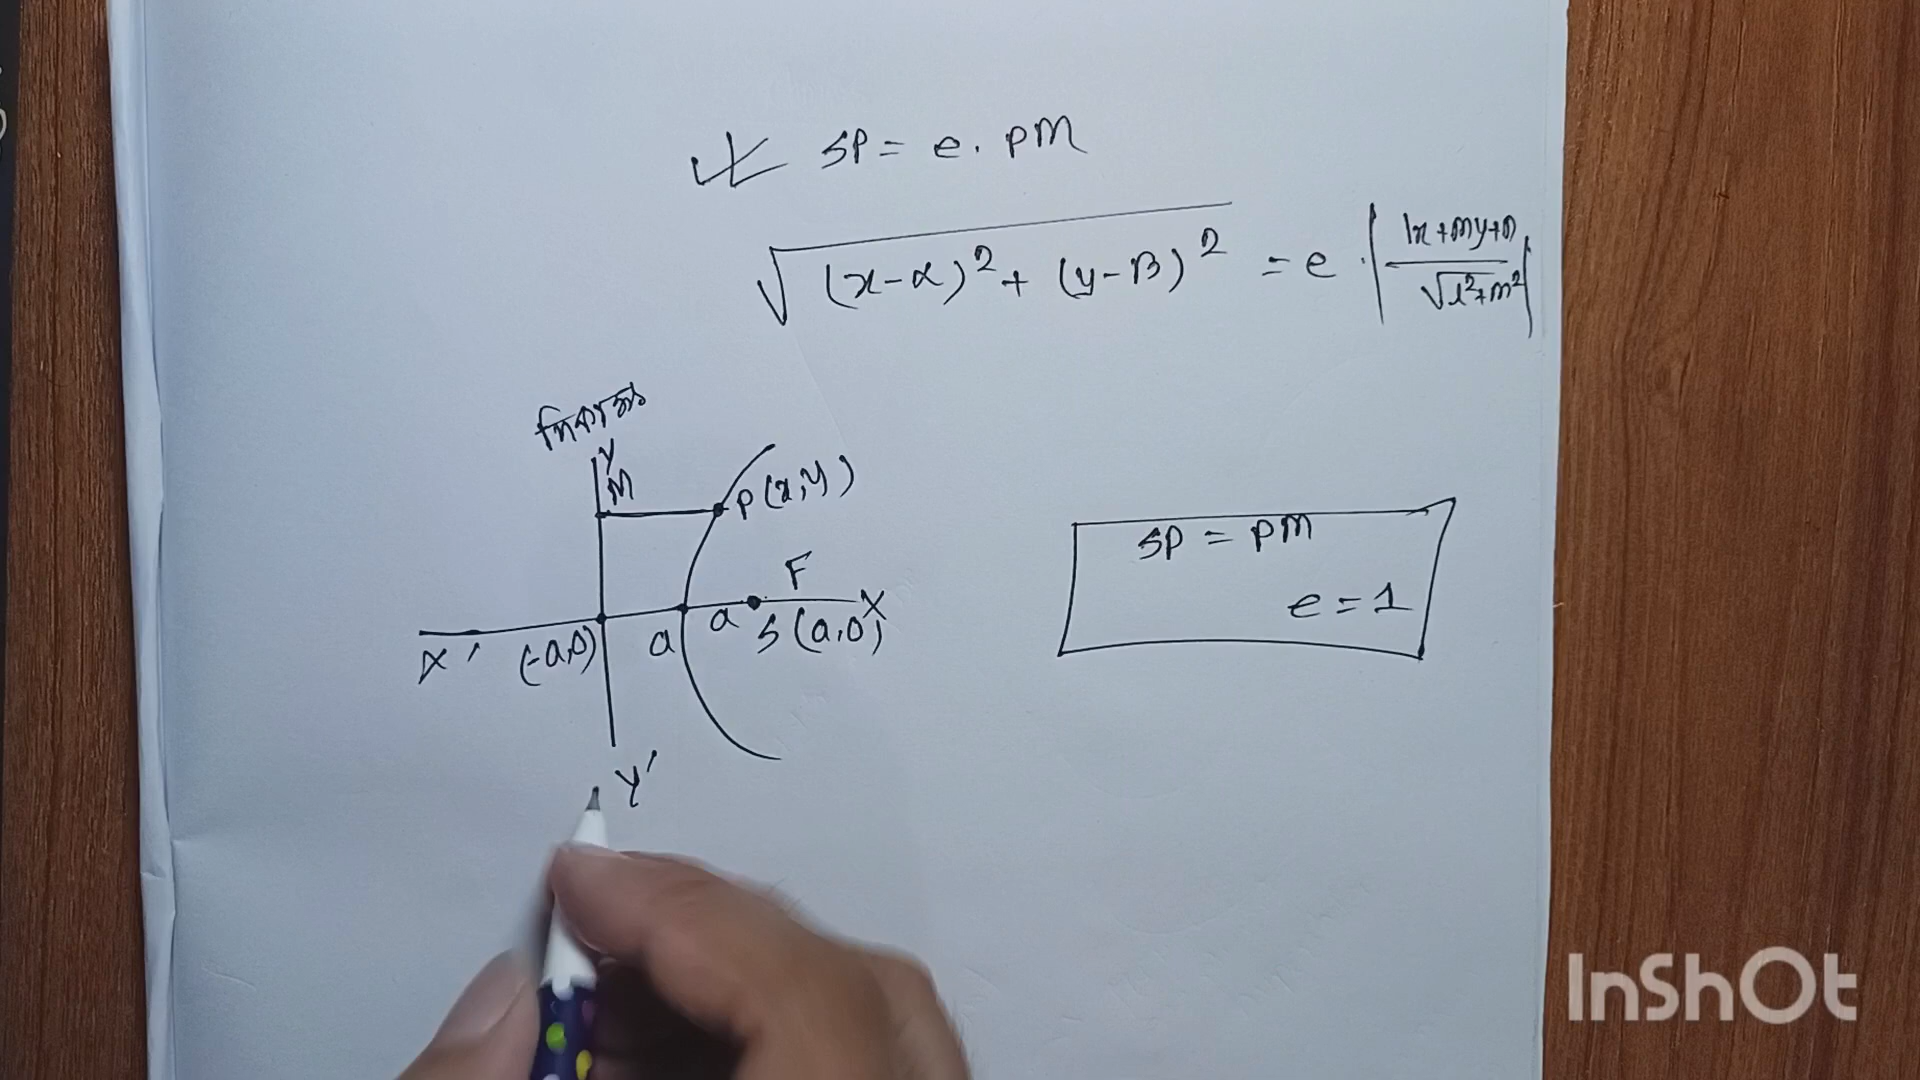 SP = e. PM
√(x-α)² + (y-β)² = e . |lx+my+n / √l²+m²|
নিয়ামক
Y
M
P(x,y)
SP = PM
F
e = 1
X
a
S(a,0)
X' (-a,0) a
Y'
InShOt